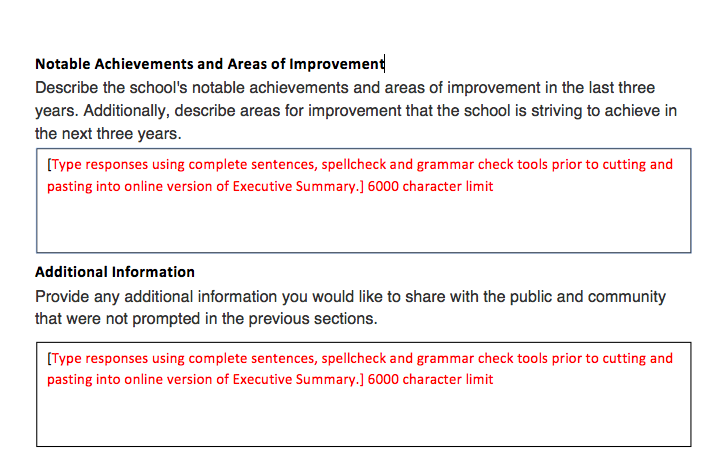 Notable Achievements and Areas of Improvement
Describe the school's notable achievements and areas of improvement in the last three
years. Additionally, describe areas for improvement that the school is striving to achieve in
the next three years.
[Type responses using complete sentences, spellcheck and grammar check tools prior to cutting and
pasting into online version of Executive Summary.] 6000 character limit
Additional Information
Provide any additional information you would like to share with the public and community
that were not prompted in the previous sections.
[Type responses using complete sentences, spellcheck and grammar check tools prior to cutting and
pasting into online version of Executive Summary.] 6000 character limit